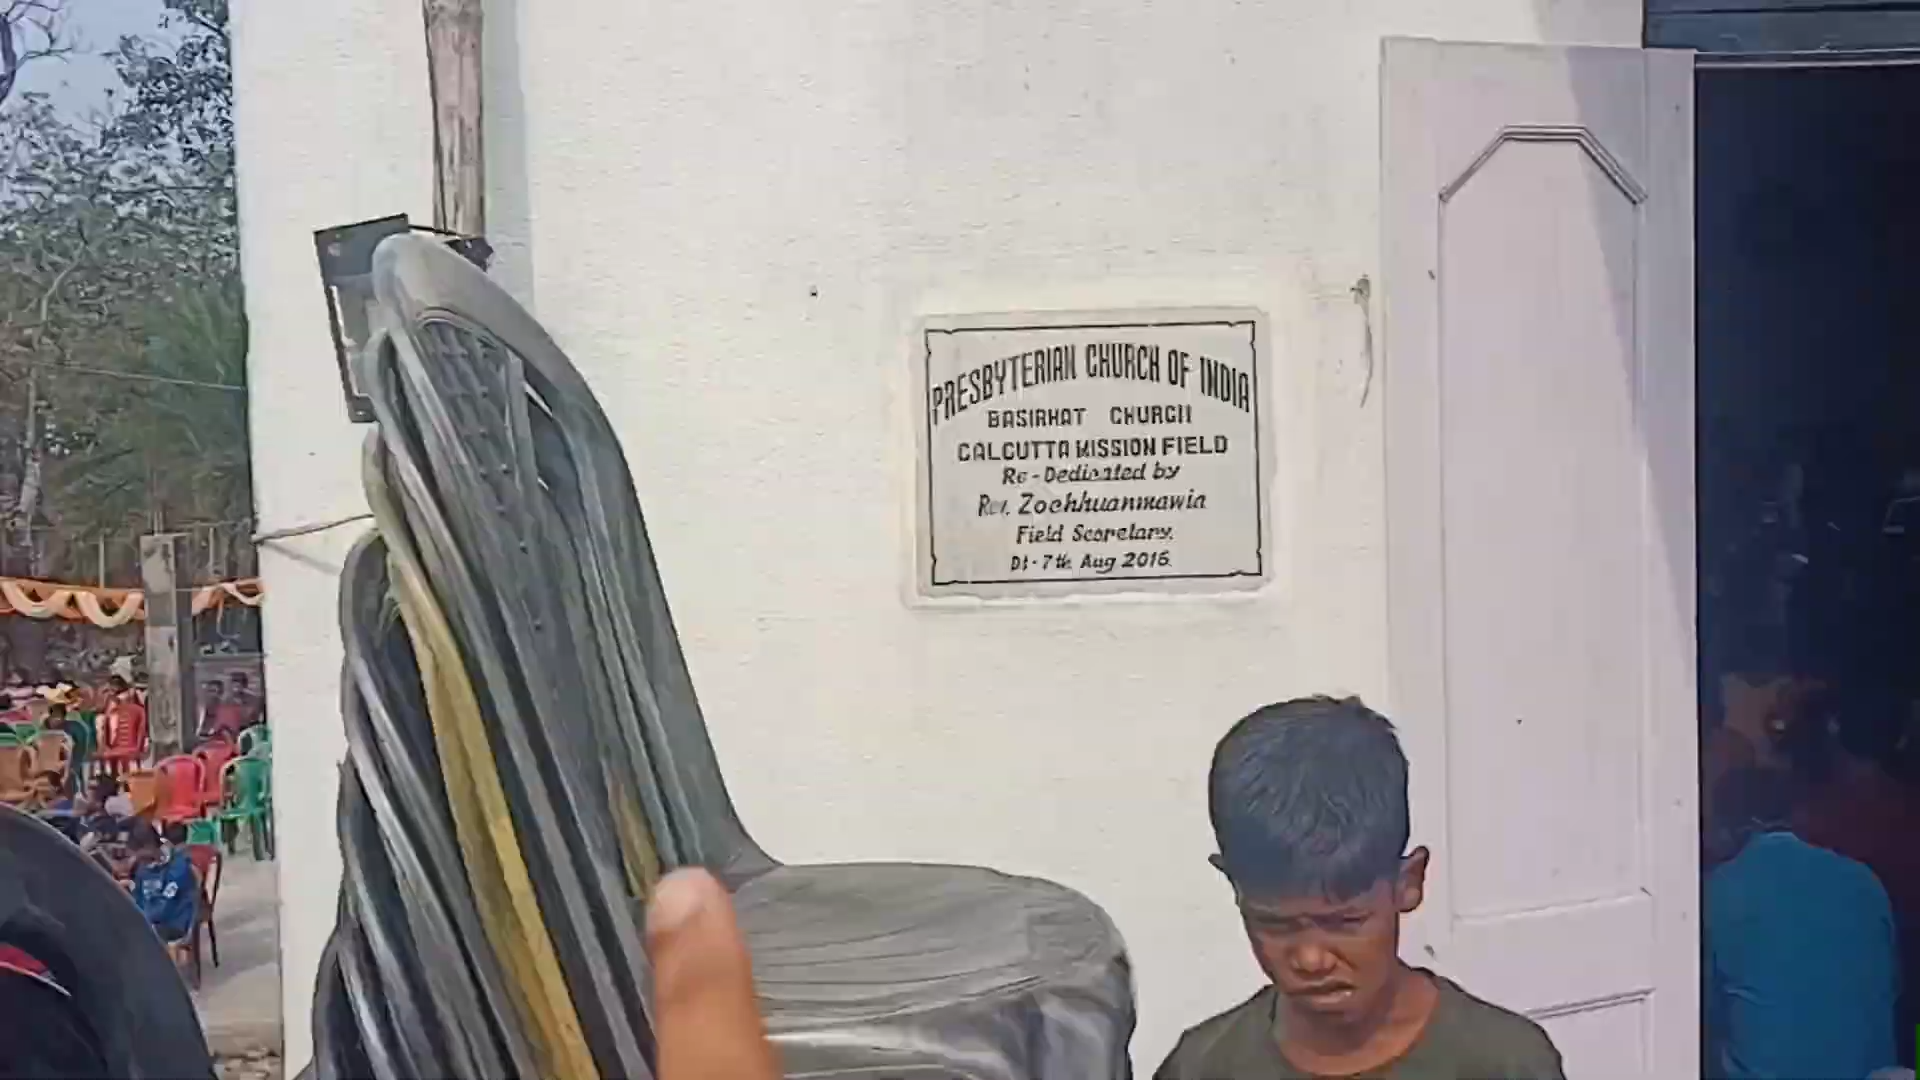 PRESBYTERIAN CHURCH OF INDIA
BASIRHAT CHURCH
CALCUTTA MISSION FIELD
Re-Dedicated by
Rev. Zochhuanmawia
Field Secretary.
Dt-7th Aug 2016.